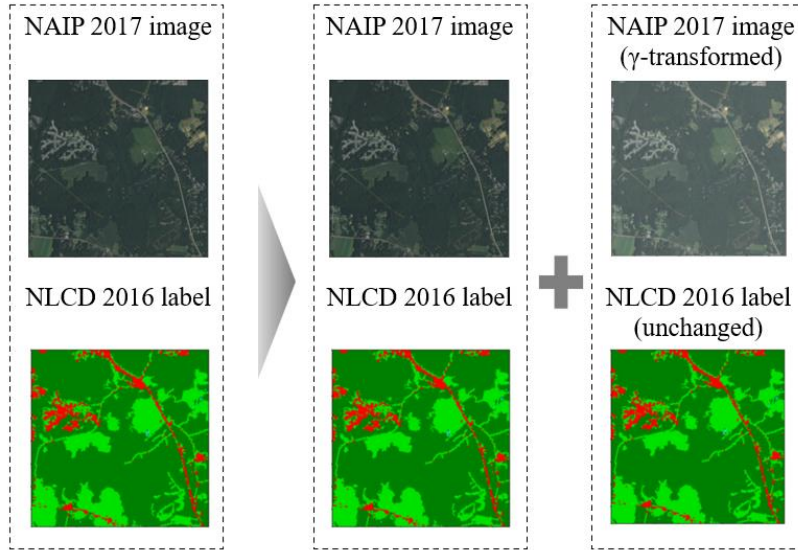 NAIP 2017 image
NLCD 2016 label
NAIP 2017 image
NLCD 2016 label
NAIP 2017 image
(γ-transformed)
NLCD 2016 label
(unchanged)